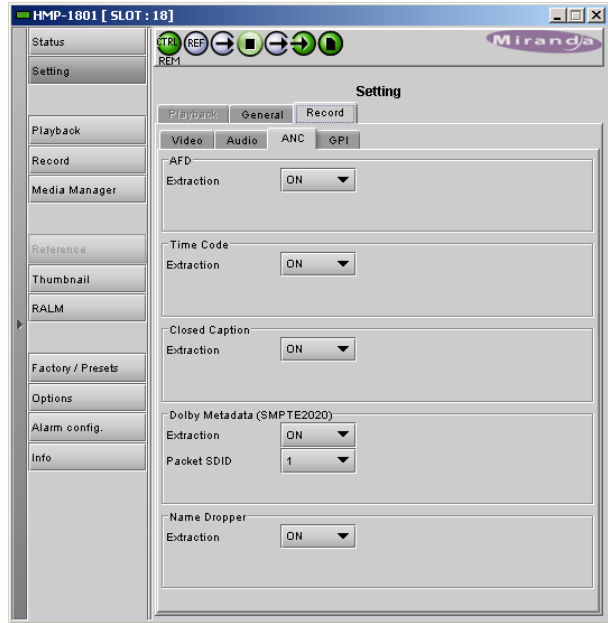 HMP-1801 [ SLOT : 18]
Status
Setting
Playback
Record
Media Manager
Reference
Thumbnail
RALM
Factory / Presets
Options
Alarm config.
Info
CTRL REF
REM
Miranda
Setting
Playback General Record
Video Audio ANC GPI
AFD
Extraction ON
Time Code
Extraction ON
Closed Caption
Extraction ON
Dolby Metadata (SMPTE2020)
Extraction ON
Packet SDID 1
Name Dropper
Extraction ON